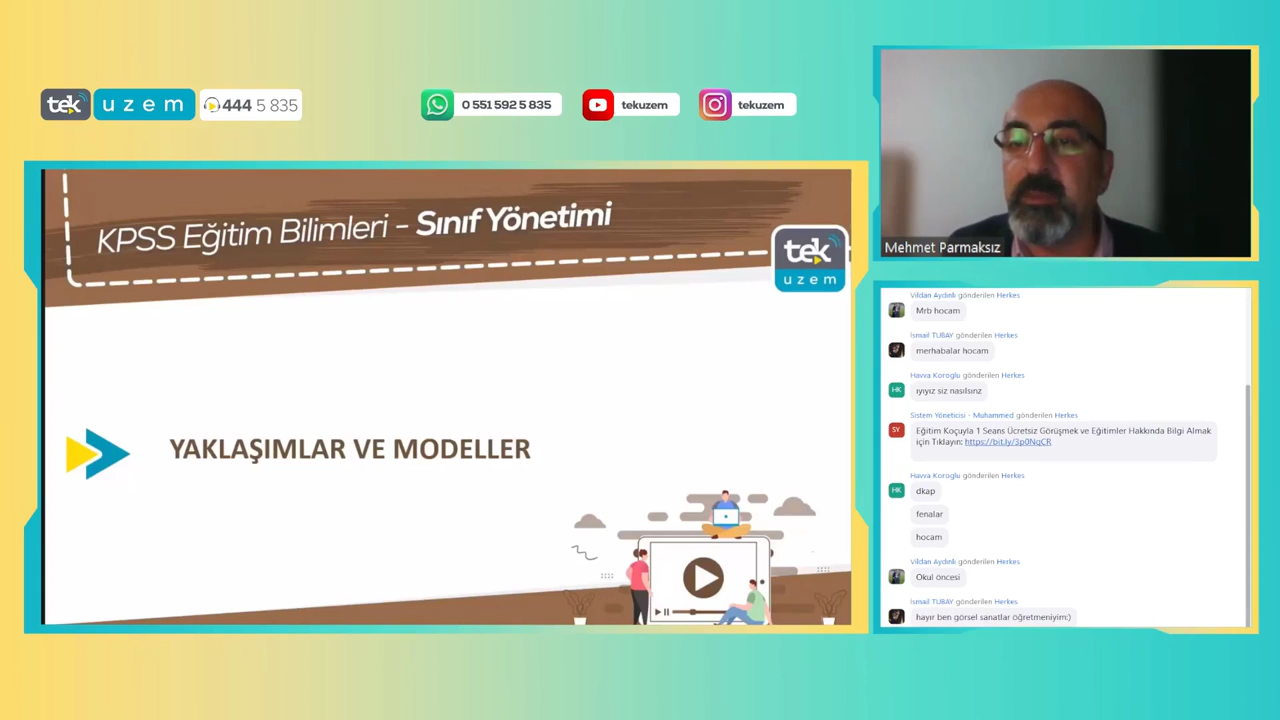 tek uzem 444 5 835
0 551 592 5 835
tekuzem
tekuzem
KPSS Eğitim Bilimleri - Sınıf Yönetimi
tek
uzem
YAKLAŞIMLAR VE MODELLER
Mehmet Parmaksız
Vildan Aydınlı gönderilen Herkes
Mrb hocam
İsmail TUBAY gönderilen Herkes
merhabalar hocam
Havva Koroglu gönderilen Herkes
HK
ıyıyız siz nasılsınz
Sistem Yöneticisi - Muhammed gönderilen Herkes
SY
Eğitim Koçuyla 1 Seans Ücretsiz Görüşmek ve Eğitimler Hakkında Bilgi Almak
için Tıklayın: https://bit.ly/3p0NqCR
Havva Koroglu gönderilen Herkes
HK
dkap
fenalar
hocam
Vildan Aydınlı gönderilen Herkes
Okul öncesi
İsmail TUBAY gönderilen Herkes
hayır ben görsel sanatlar öğretmeniyim:)